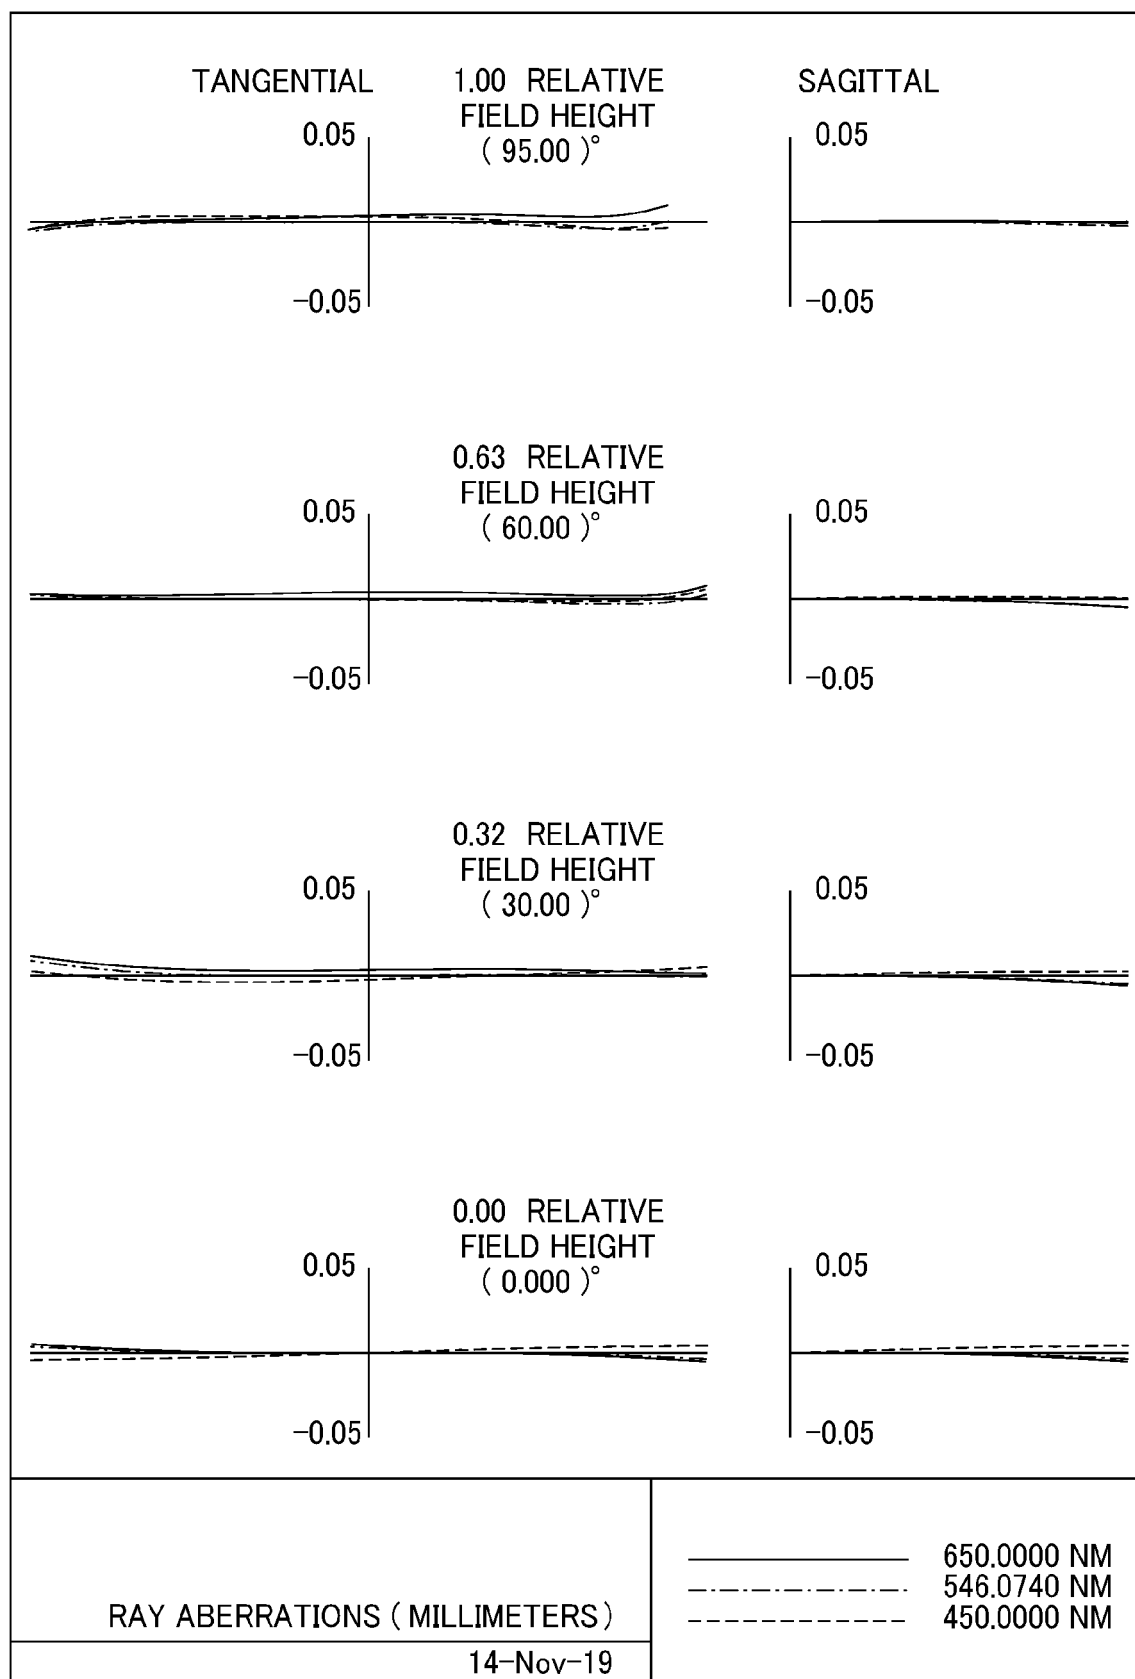 TANGENTIAL 1.00 RELATIVE SAGITTAL
FIELD HEIGHT
0.05 ( 95.00 )° 0.05
-0.05 -0.05
0.63 RELATIVE
FIELD HEIGHT
0.05 ( 60.00 )° 0.05
-0.05 -0.05
0.32 RELATIVE
FIELD HEIGHT
0.05 ( 30.00 )° 0.05
-0.05 -0.05
0.00 RELATIVE
FIELD HEIGHT
0.05 ( 0.000 )° 0.05
-0.05 -0.05
650.0000 NM
546.0740 NM
450.0000 NM
RAY ABERRATIONS ( MILLIMETERS )
14-Nov-19